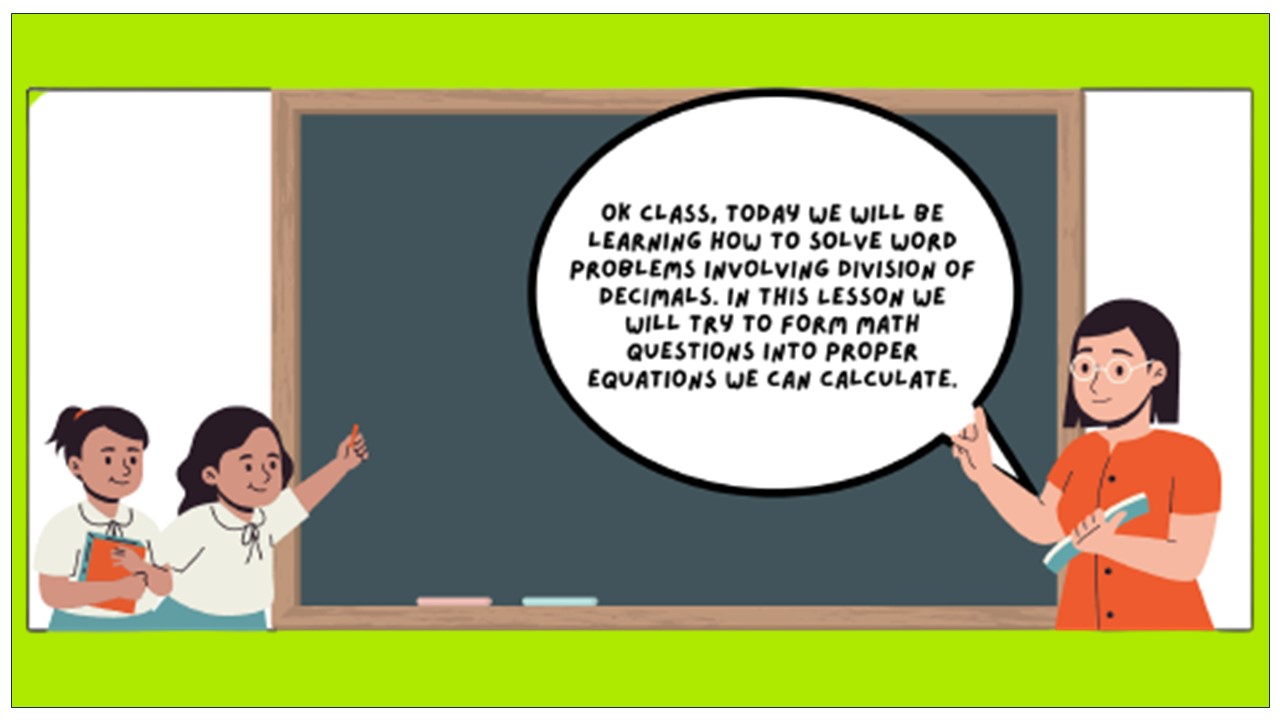 OK CLASS, TODAY WE WILL BE
LEARNING HOW TO SOLVE WORD
PROBLEMS INVOLVING DIVISION OF
DECIMALS. IN THIS LESSON WE
WILL TRY TO FORM MATH
QUESTIONS INTO PROPER
EQUATIONS WE CAN CALCULATE.